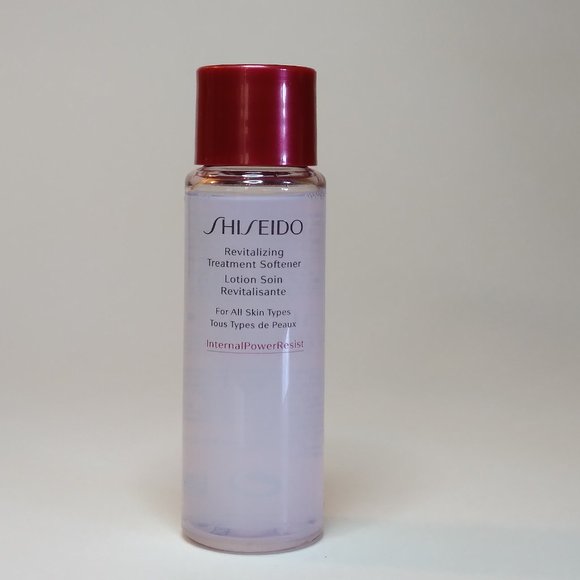 SHISEIDO
Revitalizing
Treatment Softener
Lotion Soin
Revitalisante
For All Skin Types
Tous Types de Peaux
InternalPowerResist